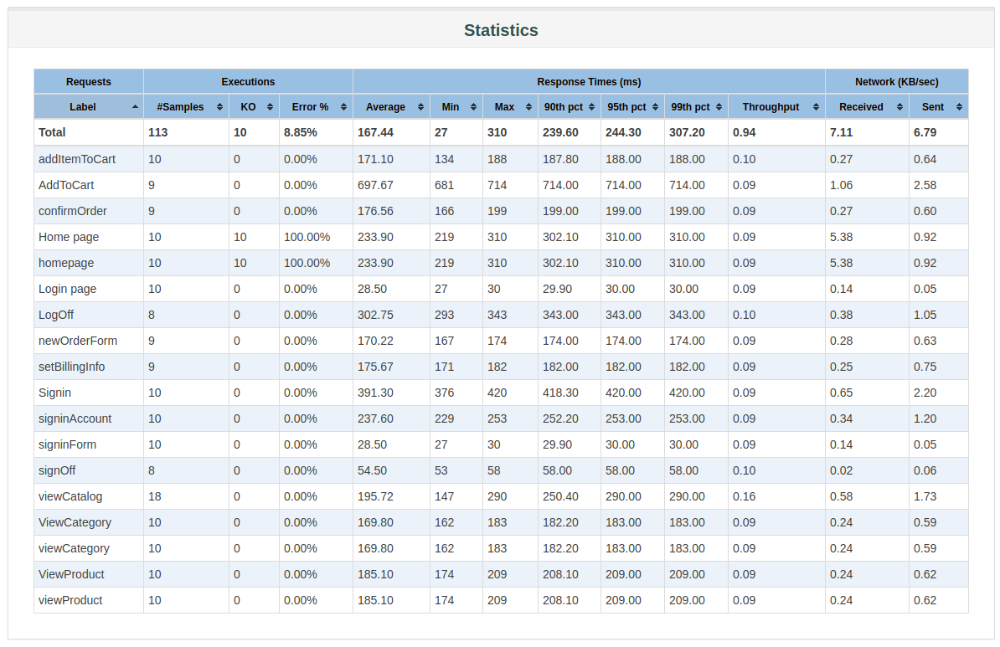 Statistics
Requests Executions Response Times (ms) Network (KB/sec)
Label #Samples KO Error % Average Min Max 90th pct 95th pct 99th pct Throughput Received Sent
Total 113 10 8.85% 167.44 27 310 239.60 244.30 307.20 0.94 7.11 6.79
addItemToCart 10 0 0.00% 171.10 134 188 187.80 188.00 188.00 0.10 0.27 0.64
AddToCart 9 0 0.00% 697.67 681 714 714.00 714.00 714.00 0.09 1.06 2.58
confirmOrder 9 0 0.00% 176.56 166 199 199.00 199.00 199.00 0.09 0.27 0.60
Home page 10 10 100.00% 233.90 219 310 302.10 310.00 310.00 0.09 5.38 0.92
homepage 10 10 100.00% 233.90 219 310 302.10 310.00 310.00 0.09 5.38 0.92
Login page 10 0 0.00% 28.50 27 30 29.90 30.00 30.00 0.09 0.14 0.05
LogOff 8 0 0.00% 302.75 293 343 343.00 343.00 343.00 0.10 0.38 1.05
newOrderForm 9 0 0.00% 170.22 167 174 174.00 174.00 174.00 0.09 0.28 0.63
setBillingInfo 9 0 0.00% 175.67 171 182 182.00 182.00 182.00 0.09 0.25 0.75
Signin 10 0 0.00% 391.30 376 420 418.30 420.00 420.00 0.09 0.65 2.20
signinAccount 10 0 0.00% 237.60 229 253 252.20 253.00 253.00 0.09 0.34 1.20
signinForm 10 0 0.00% 28.50 27 30 29.90 30.00 30.00 0.09 0.14 0.05
signOff 8 0 0.00% 54.50 53 58 58.00 58.00 58.00 0.10 0.02 0.06
viewCatalog 18 0 0.00% 195.72 147 290 250.40 290.00 290.00 0.16 0.58 1.73
ViewCategory 10 0 0.00% 169.80 162 183 182.20 183.00 183.00 0.09 0.24 0.59
viewCategory 10 0 0.00% 169.80 162 183 182.20 183.00 183.00 0.09 0.24 0.59
ViewProduct 10 0 0.00% 185.10 174 209 208.10 209.00 209.00 0.09 0.24 0.62
viewProduct 10 0 0.00% 185.10 174 209 208.10 209.00 209.00 0.09 0.24 0.62